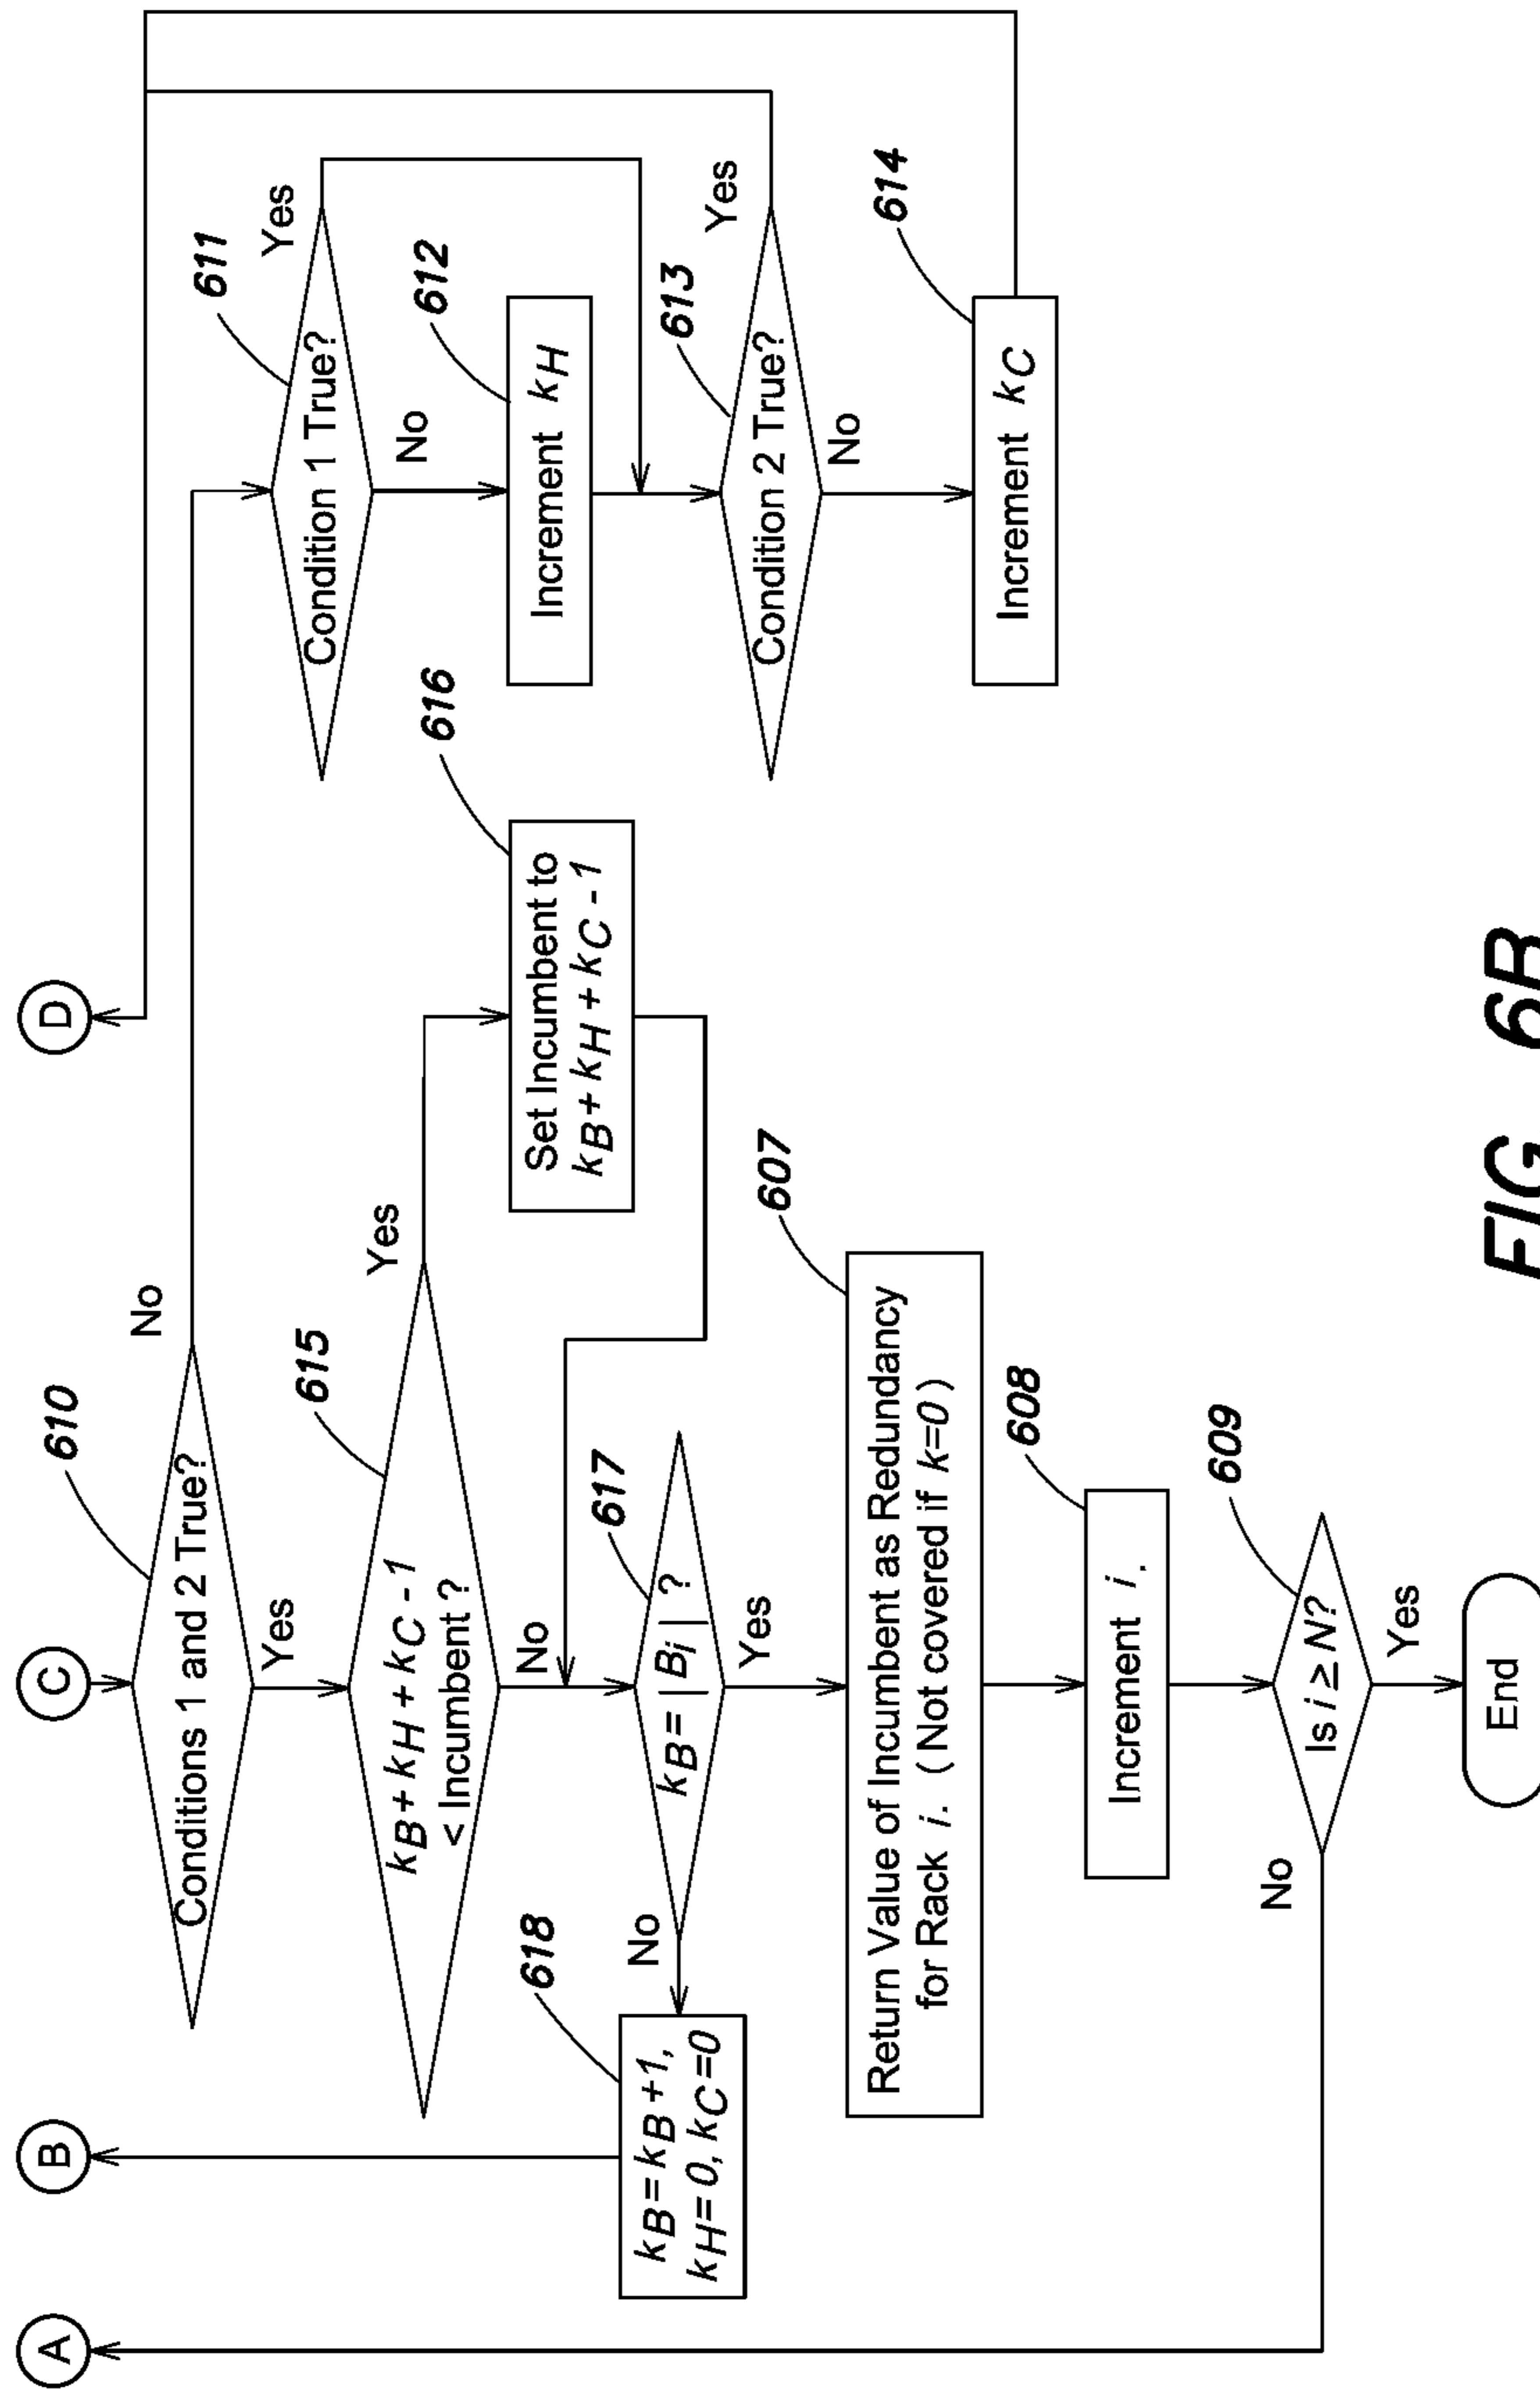 A
B
C
D
610
Conditions 1 and 2 True?
No
Yes
611
Condition 1 True?
Yes
No
612
Increment kH
613
Condition 2 True?
Yes
No
614
Increment kC
615
kB+kH+kC-1
< Incumbent ?
Yes
No
616
Set Incumbent to
kB+kH+kC-1
617
kB=|Bi| ?
No
Yes
618
kB=kB+1,
kH=0, kC=0
607
Return Value of Incumbent as Redundancy
for Rack i. (Not covered if k=0)
608
Increment i.
609
Is i ≥ N?
No
Yes
End
FIG. 6B